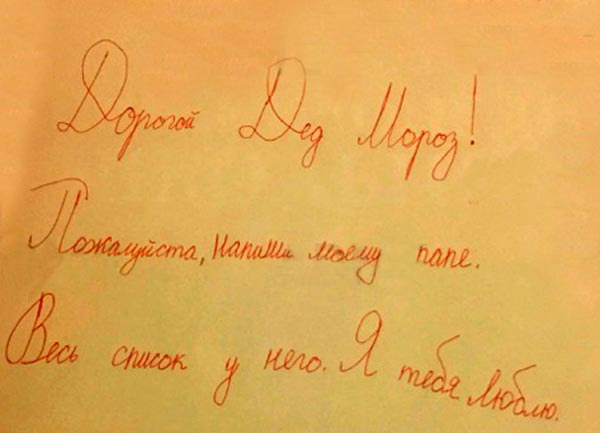 Дорогой Дед Мороз!
Пожалуйста, напиши моему папе.
Весь список у него. Я тебя люблю.